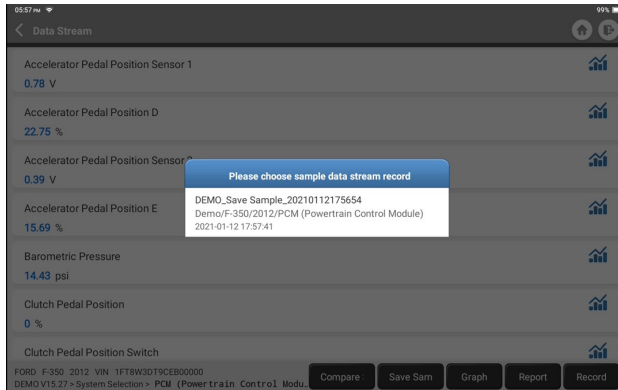 05:57 PM 99%
Data Stream
Accelerator Pedal Position Sensor 1
0.78 V
Accelerator Pedal Position D
22.75 %
Accelerator Pedal Position Sensor 2
0.39 V
Please choose sample data stream record
DEMO_Save Sample_20210112175654
Demo/F-350/2012/PCM (Powertrain Control Module)
2021-01-12 17:57:41
Accelerator Pedal Position E
15.69 %
Barometric Pressure
14.43 psi
Clutch Pedal Position
0 %
Clutch Pedal Position Switch
FORD F-350 2012 VIN 1FT8W3DT9CEB00000
DEMO V15.27 > System Selection > PCM (Powertrain Control Modu...
Compare Save Sam Graph Report Record